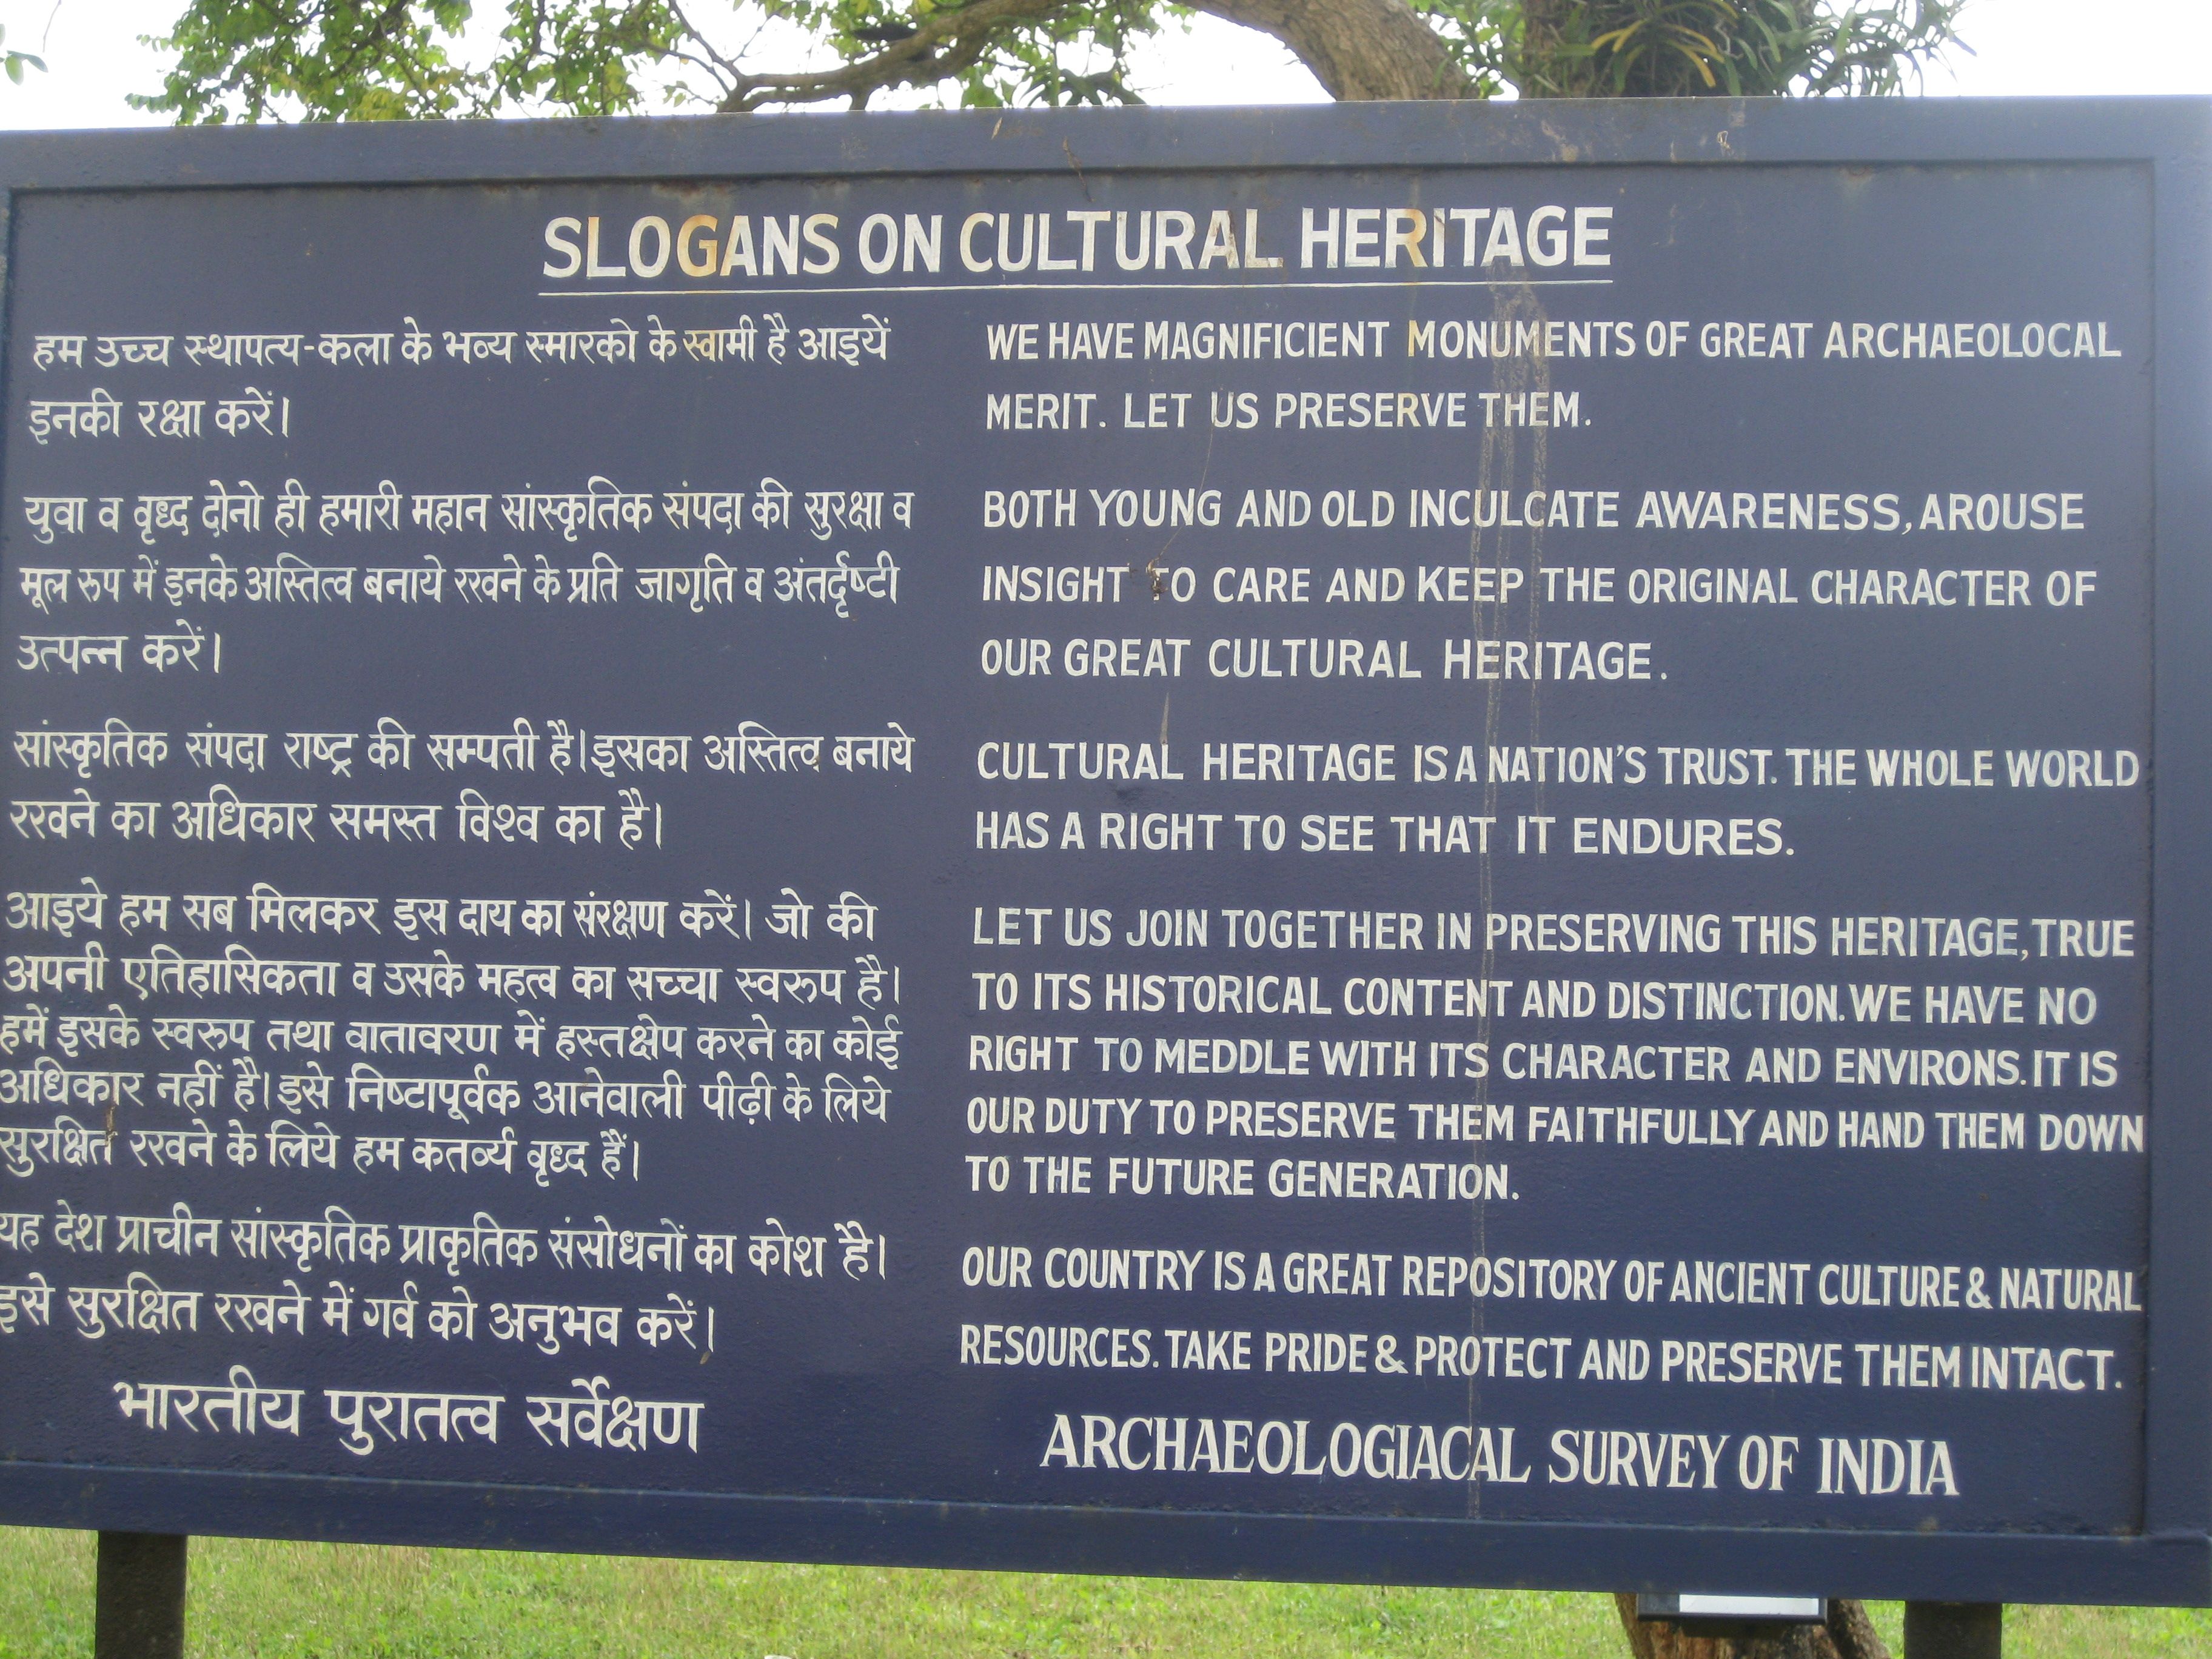 SLOGANS ON CULTURAL HERITAGE
हम उच्च स्थापत्य-कला के भव्य स्मारको के स्वामी है आइयें
इनकी रक्षा करें।
युवा व वृध्द दोनो ही हमारी महान सांस्कृतिक संपदा की सुरक्षा व
मूल रूप में इनके अस्तित्व बनाये रखने के प्रति जागृति व अंतर्दृष्टी
उत्पन्न करें।
सांस्कृतिक संपदा राष्ट्र की सम्पती है।इसका अस्तित्व बनाये
रखने का अधिकार समस्त विश्व का है।
आइये हम सब मिलकर इस दाय का संरक्षण करें। जो की
अपनी एतिहासिकता व उसके महत्व का सच्चा स्वरूप है।
हमें इसके स्वरूप तथा वातावरण में हस्तक्षेप करने का कोई
अधिकार नहीं है।इसे निष्टापूर्वक आनेवाली पीढ़ी के लिये
सुरक्षित रखने के लिये हम कतर्व्य वृध्द हैं।
यह देश प्राचीन सांस्कृतिक प्राकृतिक संसोधनों का कोश है।
इसे सुरक्षित रखने में गर्व को अनुभव करें।
भारतीय पुरातत्व सर्वेक्षण
WE HAVE MAGNIFICIENT MONUMENTS OF GREAT ARCHAEOLOCAL
MERIT. LET US PRESERVE THEM.
BOTH YOUNG AND OLD INCULCATE AWARENESS, AROUSE
INSIGHT TO CARE AND KEEP THE ORIGINAL CHARACTER OF
OUR GREAT CULTURAL HERITAGE.
CULTURAL HERITAGE IS A NATION'S TRUST. THE WHOLE WORLD
HAS A RIGHT TO SEE THAT IT ENDURES.
LET US JOIN TOGETHER IN PRESERVING THIS HERITAGE, TRUE
TO ITS HISTORICAL CONTENT AND DISTINCTION. WE HAVE NO
RIGHT TO MEDDLE WITH ITS CHARACTER AND ENVIRONS. IT IS
OUR DUTY TO PRESERVE THEM FAITHFULLY AND HAND THEM DOWN
TO THE FUTURE GENERATION.
OUR COUNTRY IS A GREAT REPOSITORY OF ANCIENT CULTURE & NATURAL
RESOURCES. TAKE PRIDE & PROTECT AND PRESERVE THEM INTACT.
ARCHAEOLOGIACAL SURVEY OF INDIA